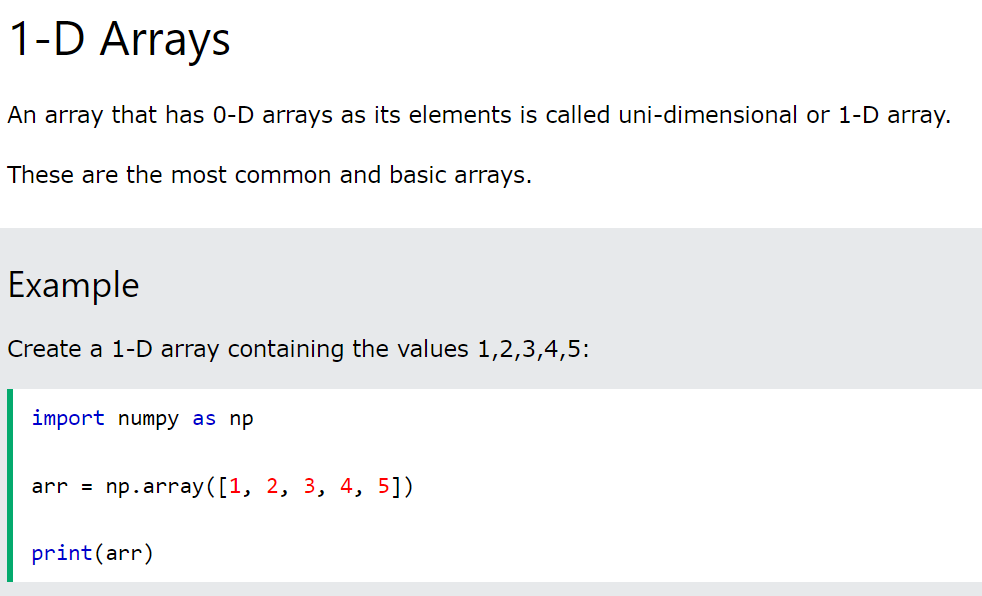 1-D Arrays
An array that has 0-D arrays as its elements is called uni-dimensional or 1-D array.
These are the most common and basic arrays.
Example
Create a 1-D array containing the values 1,2,3,4,5:
import numpy as np
arr = np.array([1, 2, 3, 4, 5])
print(arr)